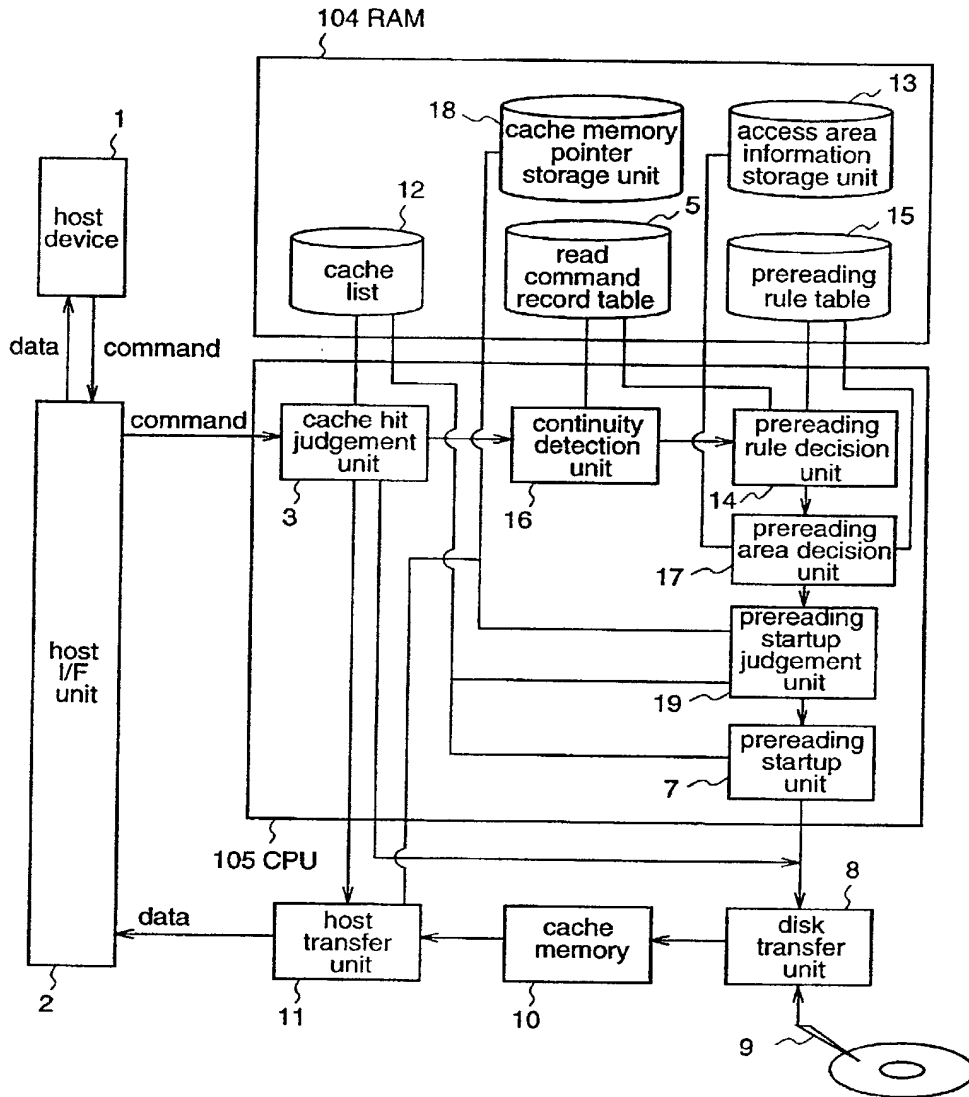 104 RAM
18
cache memory
pointer
storage unit
13
access area
information
storage unit
1
host
device
12
cache
list
5
read
command
record table
15
prereading
rule table
data
command
command
cache hit
judgement
unit
3
continuity
detection
unit
16
prereading
rule decision
unit
14
prereading
area decision
unit
17
prereading
startup
judgement
unit
19
prereading
startup
unit
7
host
I/F
unit
2
105 CPU
data
host
transfer
unit
11
cache
memory
10
8
disk
transfer
unit
9